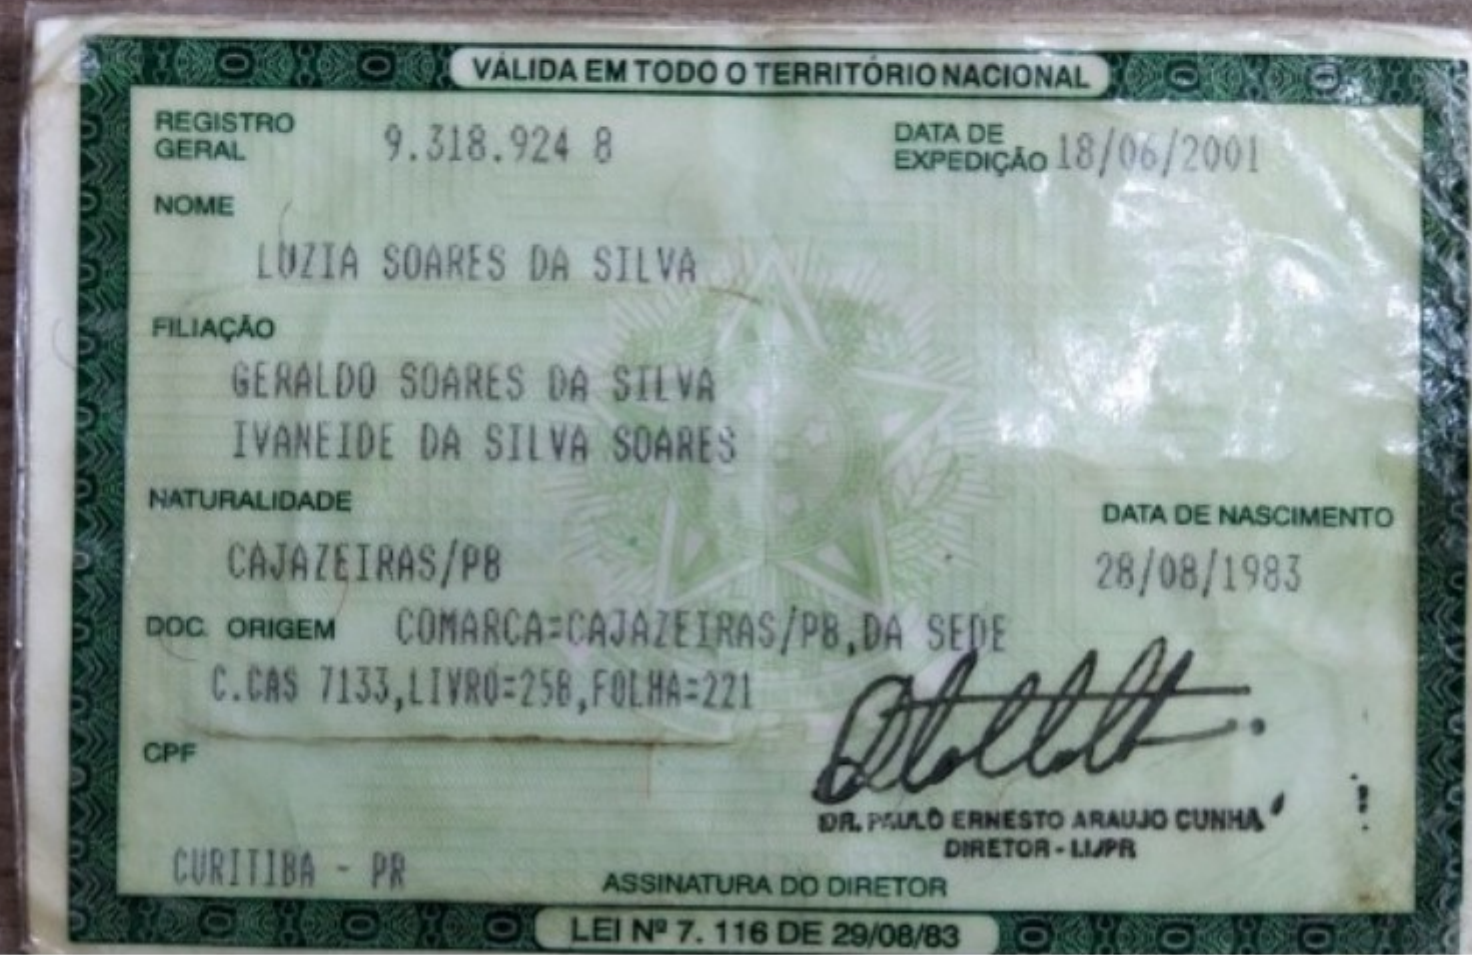 VÁLIDA EM TODO O TERRITÓRIO NACIONAL
REGISTRO GERAL 9.318.924 8 DATA DE EXPEDIÇÃO 18/06/2001
NOME
LUZIA SOARES DA SILVA
FILIAÇÃO
GERALDO SOARES DA SILVA
IVANEIDE DA SILVA SOARES
NATURALIDADE DATA DE NASCIMENTO
CAJAZEIRAS/PB 28/08/1983
DOC. ORIGEM COMARCA=CAJAZEIRAS/PB,DA SEDE
C.CAS 7133,LIVRO=25B,FOLHA=221
CPF
DR. PAULO ERNESTO ARAUJO CUNHA
DIRETOR - I.I./PR
CURITIBA - PR
ASSINATURA DO DIRETOR
LEI Nº 7. 116 DE 29/08/83